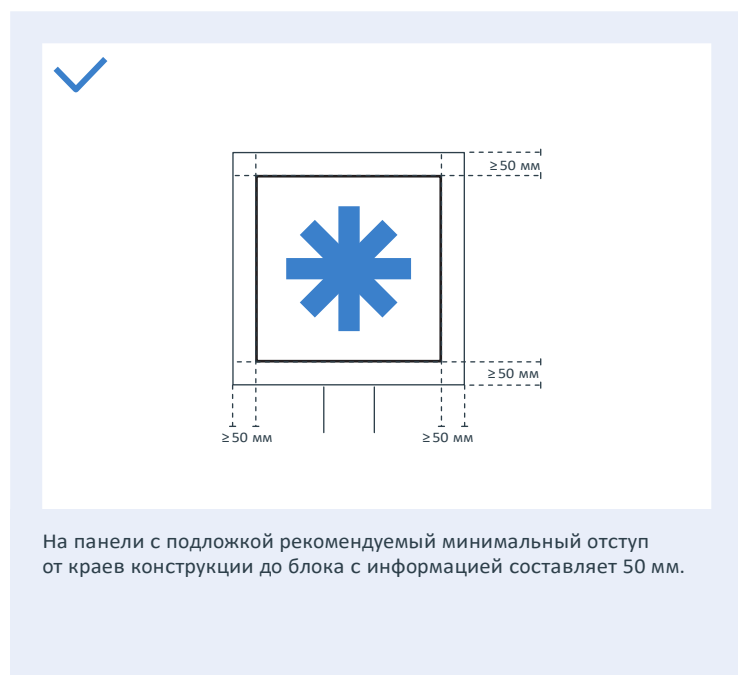 ≥50 мм
≥50 мм
≥50 мм
≥50 мм
На панели с подложкой рекомендуемый минимальный отступ
от краев конструкции до блока с информацией составляет 50 мм.